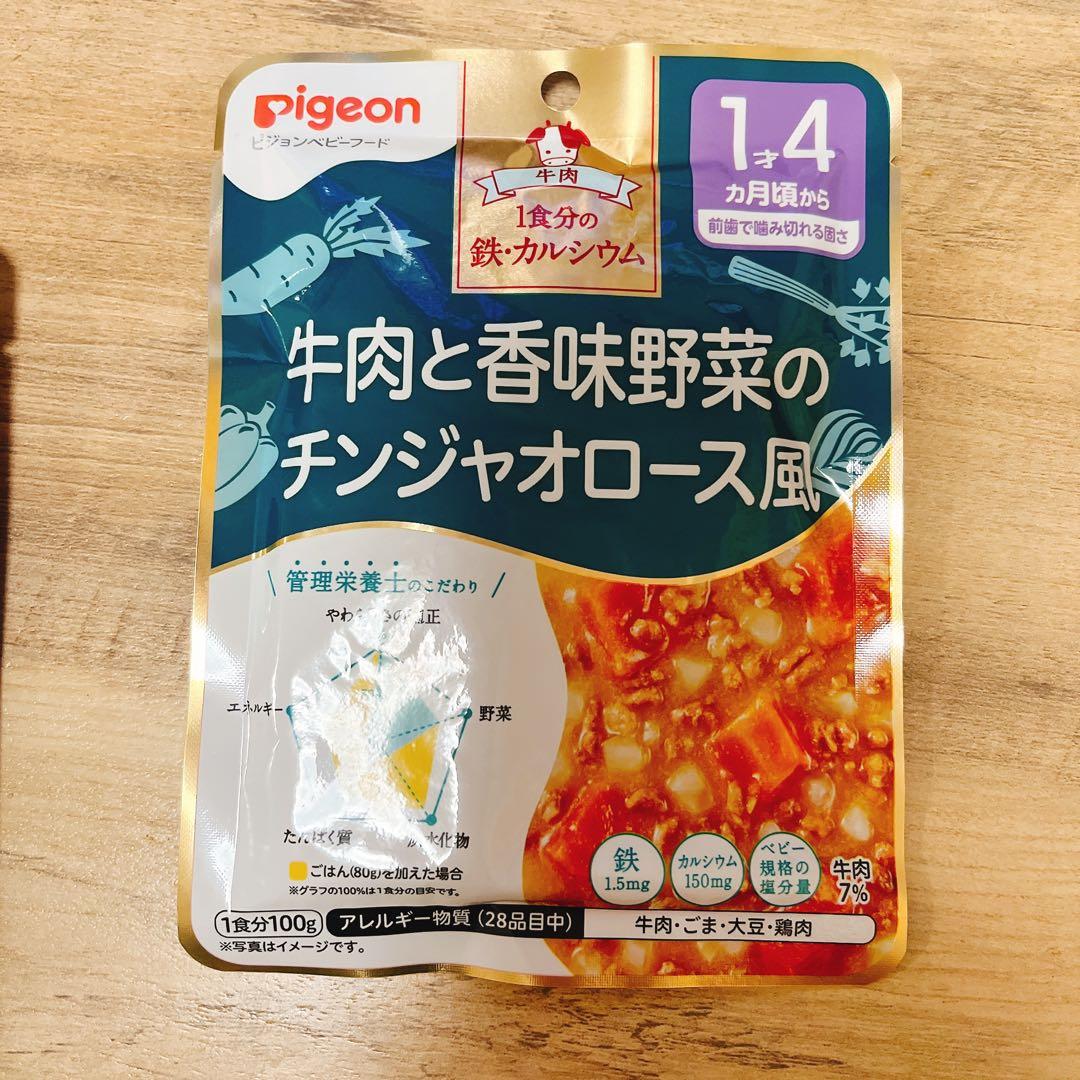 Pigeon
ピジョンベビーフード
牛肉
1食分の
鉄・カルシウム
1才4
カ月頃から
前歯で噛み切れる固さ
牛肉と香味野菜の
チンジャオロース風
管理栄養士のこだわり
エネルギー
野菜
たんぱく質
ごはん(80g)を加えた場合
※グラフの100%は1食分の目安です。
鉄
1.5mg
カルシウム
150mg
ベビー
規格の
塩分量
牛肉
7%
1食分100g
アレルギー物質(28品目中)
牛肉・ごま・大豆・鶏肉
※写真はイメージです。